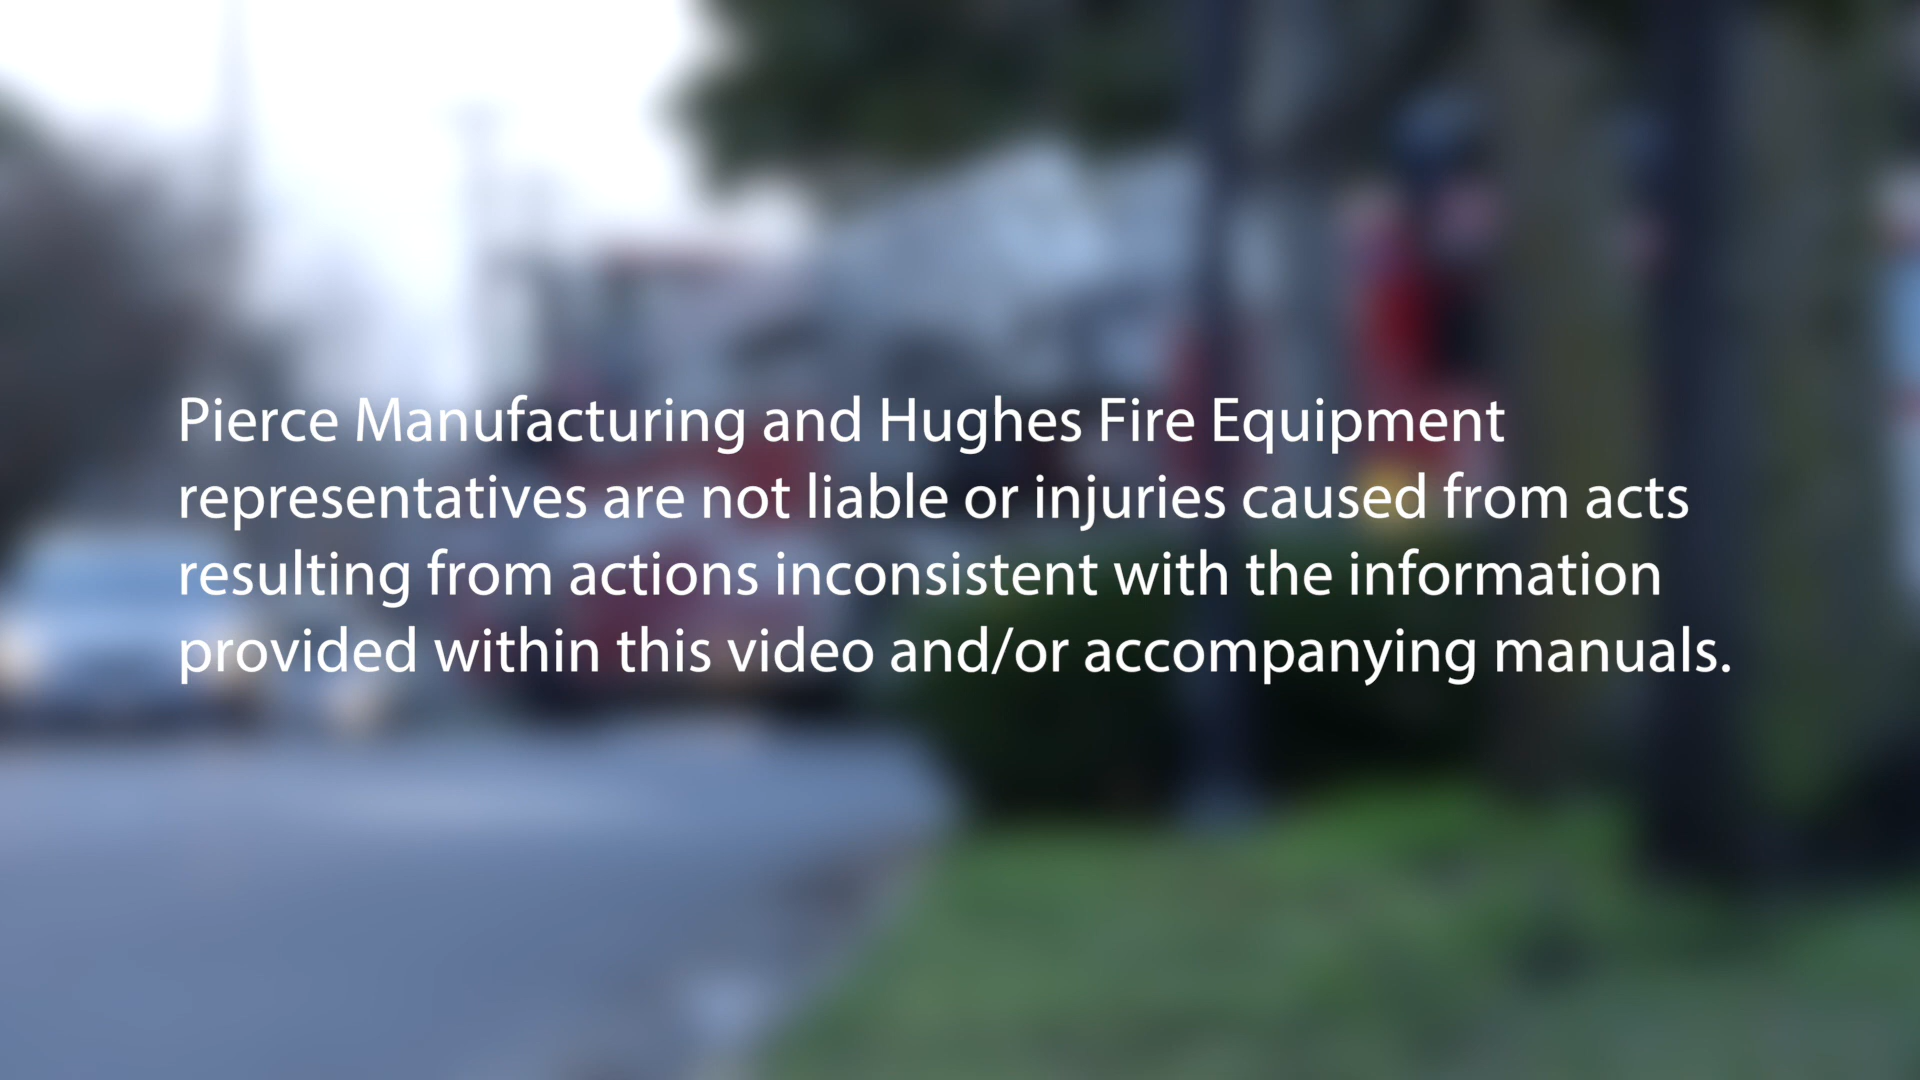 Pierce Manufacturing and Hughes Fire Equipment
representatives are not liable or injuries caused from acts
resulting from actions inconsistent with the information
provided within this video and/or accompanying manuals.